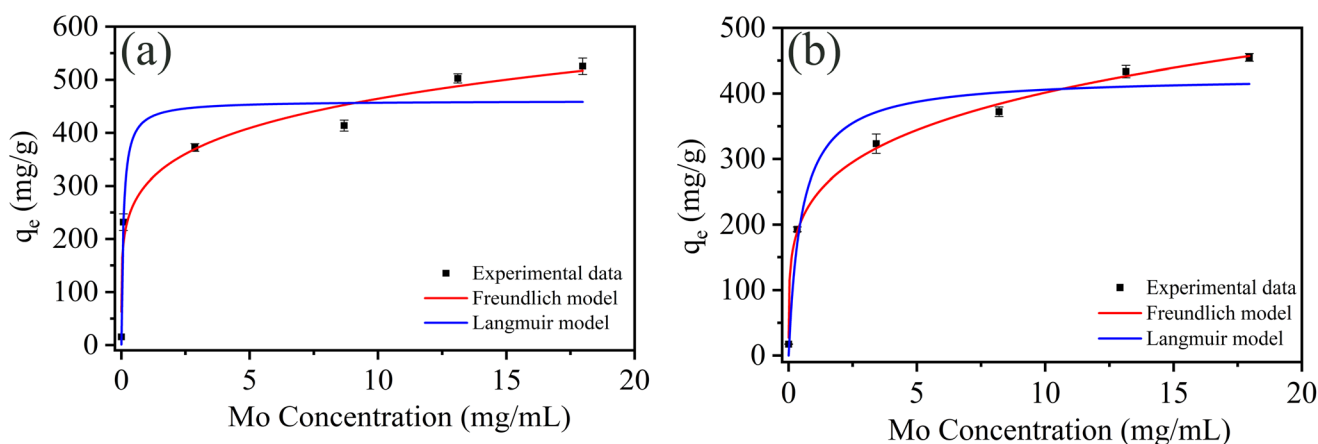 (a)
600
500
400
300
200
100
0
qe (mg/g)
0 5 10 15 20
Mo Concentration (mg/mL)
Experimental data
Freundlich model
Langmuir model
(b)
500
400
300
200
100
0
qe (mg/g)
0 5 10 15 20
Mo Concentration (mg/mL)
Experimental data
Freundlich model
Langmuir model